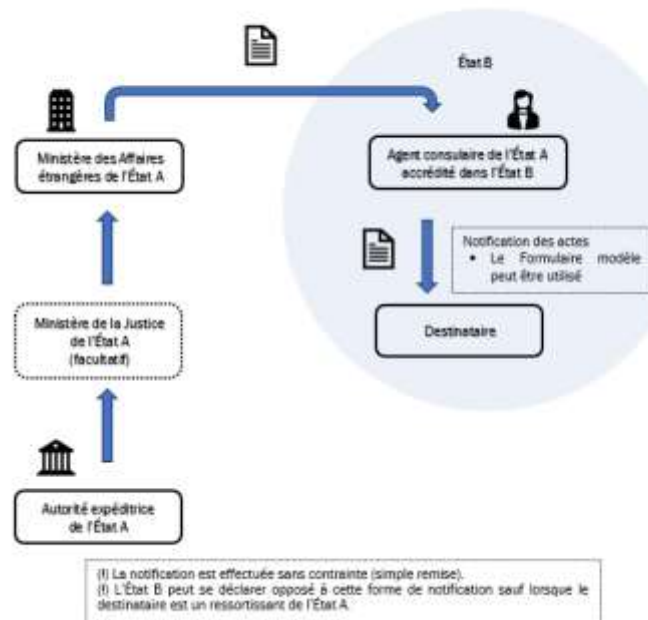 État B
Ministère des Affaires
étrangères de l'État A
Agent consulaire de l'État A
accrédité dans l'État B
Notification des actes
• Le Formulaire modèle
peut être utilisé
Ministère de la Justice
de l'État A
(facultatif)
Destinataire
Autorité expéditrice
de l'État A
(!) La notification est effectuée sans contrainte (simple remise).
(!) L'État B peut se déclarer opposé à cette forme de notification sauf lorsque le
destinataire est un ressortissant de l'État A.